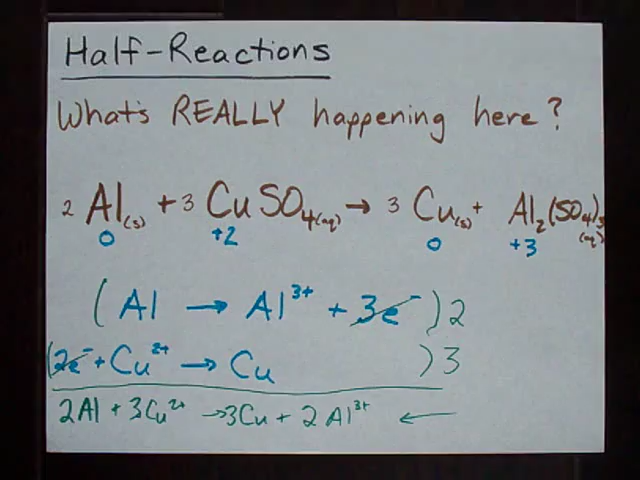 Half-Reactions
What's REALLY happening here?
2 Al(s) + 3 CuSO4(aq) → 3 Cu(s) + Al2(SO4)3(aq)
0 +2 0 +3
(Al → Al³⁺ + 3e⁻)2
(2e⁻ + Cu²⁺ → Cu )3
2Al + 3Cu²⁺ → 3Cu + 2Al³⁺ ←